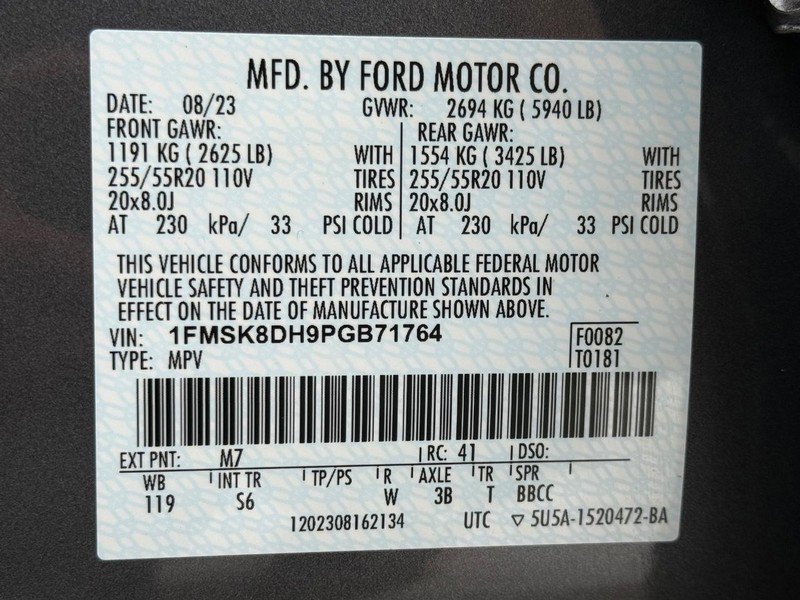 MFD. BY FORD MOTOR CO.
DATE: 08/23 GVWR: 2694 KG ( 5940 LB)
FRONT GAWR: REAR GAWR:
1191 KG ( 2625 LB) WITH 1554 KG ( 3425 LB) WITH
255/55R20 110V TIRES 255/55R20 110V TIRES
20x8.0J RIMS 20x8.0J RIMS
AT 230 kPa/ 33 PSI COLD AT 230 kPa/ 33 PSI COLD
THIS VEHICLE CONFORMS TO ALL APPLICABLE FEDERAL MOTOR
VEHICLE SAFETY AND THEFT PREVENTION STANDARDS IN
EFFECT ON THE DATE OF MANUFACTURE SHOWN ABOVE.
VIN: 1FMSK8DH9PGB71764 F0082
TYPE: MPV T0181
EXT PNT: M7 RC: 41 DSO:
WB INT TR TP/PS R AXLE TR SPR
119 S6 W 3B T BBCC
1202308162134 UTC ▽ 5U5A-1520472-BA